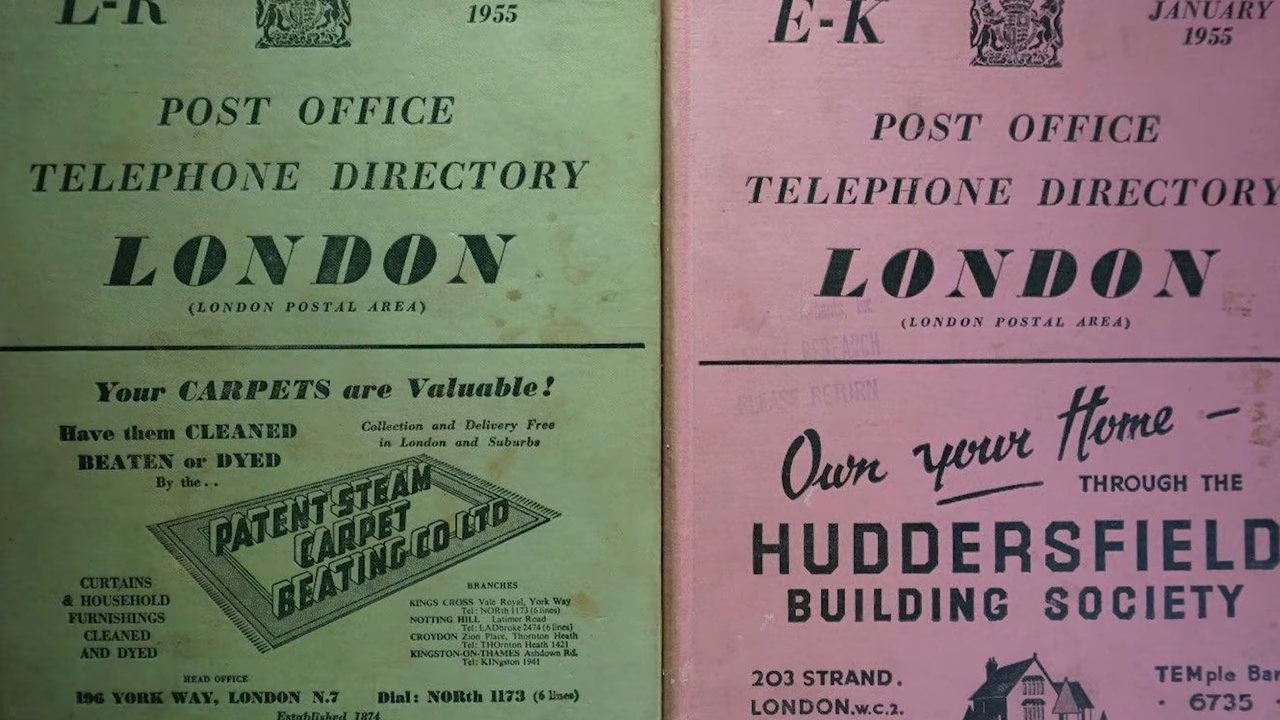 L-R
1955
POST OFFICE
TELEPHONE DIRECTORY
LONDON
(LONDON POSTAL AREA)
Your CARPETS are Valuable!
Have them CLEANED
BEATEN or DYED
By the . .
Collection and Delivery Free
in London and Suburbs
PATENT STEAM
CARPET
BEATING CO LTD
CURTAINS
& HOUSEHOLD
FURNISHINGS
CLEANED
AND DYED
BRANCHES
KINGS CROSS Vale Royal, York Way
Tel: NORth 1173 (6 lines)
NOTTING HILL Latimer Road
Tel: LADbroke 2474 (6 lines)
CROYDON Zion Place, Thornton Heath
Tel: THOrnton Heath 1421
KINGSTON-ON-THAMES Ashdown Rd.
Tel: KINgston 1941
HEAD OFFICE
196 YORK WAY, LONDON N.7 Dial: NORth 1173 (6 lines)
Established 1874
E-K
JANUARY
1955
POST OFFICE
TELEPHONE DIRECTORY
LONDON
(LONDON POSTAL AREA)
RESEARCH
PLEASE RETURN
Own your Home —
THROUGH THE
HUDDERSFIELD
BUILDING SOCIETY
203 STRAND.
LONDON.W.C.2.
TEMple Bar
6735